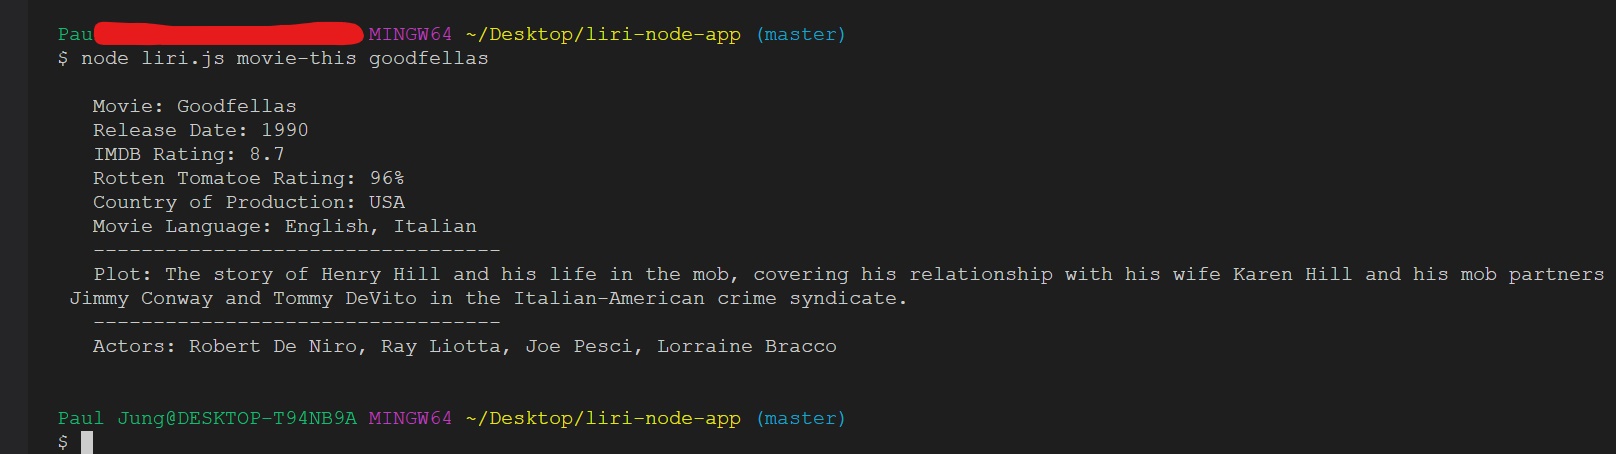 Pau MINGW64 ~/Desktop/liri-node-app (master)
$ node liri.js movie-this goodfellas
Movie: Goodfellas
Release Date: 1990
IMDB Rating: 8.7
Rotten Tomatoe Rating: 96%
Country of Production: USA
Movie Language: English, Italian
----------------------------------
Plot: The story of Henry Hill and his life in the mob, covering his relationship with his wife Karen Hill and his mob partners
Jimmy Conway and Tommy DeVito in the Italian-American crime syndicate.
----------------------------------
Actors: Robert De Niro, Ray Liotta, Joe Pesci, Lorraine Bracco
Paul Jung@DESKTOP-T94NB9A MINGW64 ~/Desktop/liri-node-app (master)
$